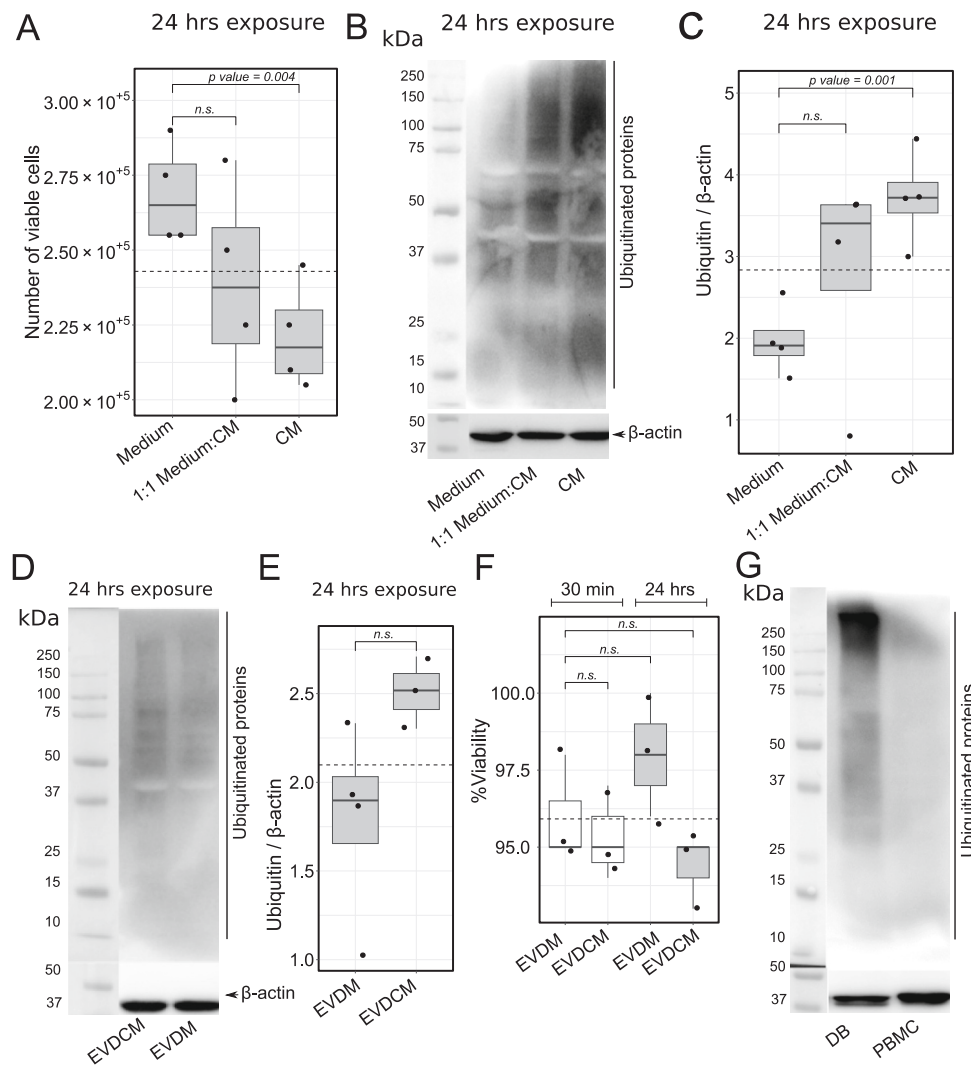 A
24 hrs exposure
Number of viable cells
3.00 × 10⁺⁵
2.75 × 10⁺⁵
2.50 × 10⁺⁵
2.25 × 10⁺⁵
2.00 × 10⁺⁵
p value = 0.004
n.s.
Medium
1:1 Medium:CM
CM
B
24 hrs exposure
kDa
250
150
100
75
50
37
25
15
10
50
37
Ubiquitinated proteins
β-actin
Medium
1:1 Medium:CM
CM
C
24 hrs exposure
Ubiquitin / β-actin
5
4
3
2
1
p value = 0.001
n.s.
Medium
1:1 Medium:CM
CM
D
24 hrs exposure
kDa
250
150
100
75
50
37
25
15
10
50
37
Ubiquitinated proteins
β-actin
EVDCM
EVDM
E
24 hrs exposure
Ubiquitin / β-actin
2.5
2.0
1.5
1.0
n.s.
EVDM
EVDCM
F
30 min
24 hrs
%Viability
100.0
97.5
95.0
n.s.
n.s.
n.s.
EVDM
EVDCM
EVDM
EVDCM
G
kDa
250
150
100
75
50
37
25
15
10
50
37
Ubiquitinated proteins
DB
PBMC